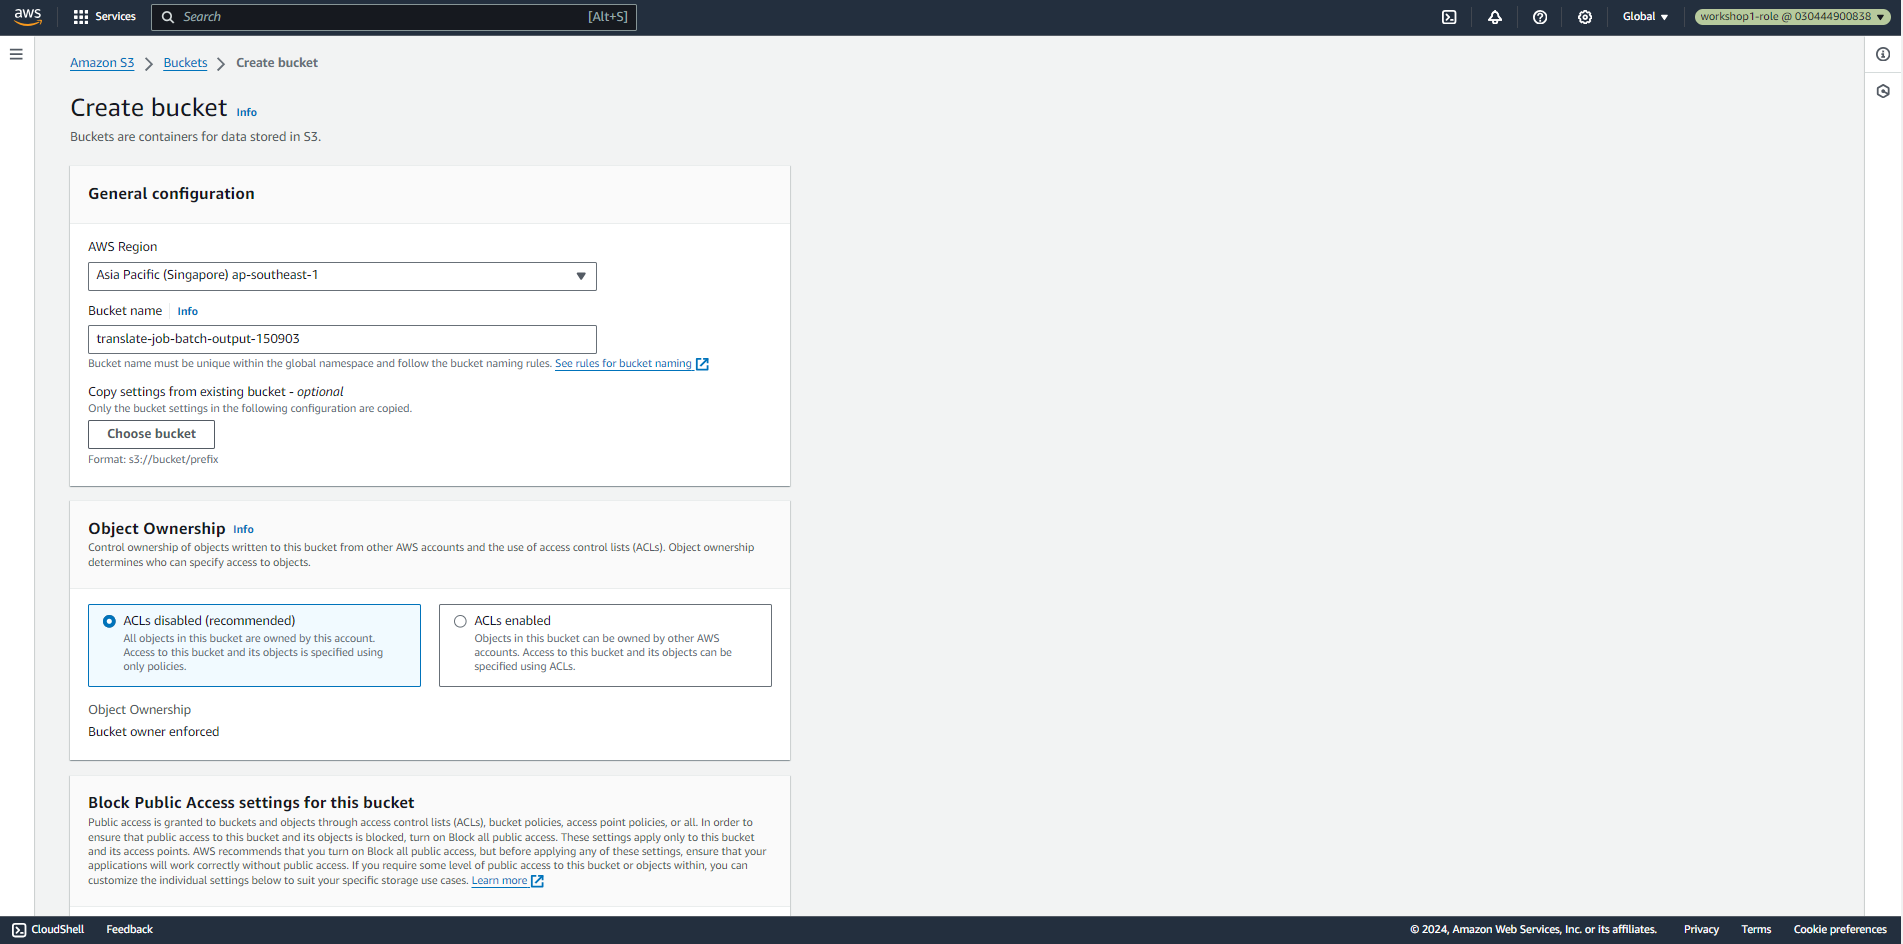 aws
Services
Search
[Alt+S]
Global
workshop1-role @ 030444900838
Amazon S3
Buckets
Create bucket
Create bucket Info
Buckets are containers for data stored in S3.
General configuration
AWS Region
Asia Pacific (Singapore) ap-southeast-1
Bucket name Info
translate-job-batch-output-150903
Bucket name must be unique within the global namespace and follow the bucket naming rules. See rules for bucket naming
Copy settings from existing bucket - optional
Only the bucket settings in the following configuration are copied.
Choose bucket
Format: s3://bucket/prefix
Object Ownership Info
Control ownership of objects written to this bucket from other AWS accounts and the use of access control lists (ACLs). Object ownership
determines who can specify access to objects.
ACLs disabled (recommended)
All objects in this bucket are owned by this account.
Access to this bucket and its objects is specified using
only policies.
ACLs enabled
Objects in this bucket can be owned by other AWS
accounts. Access to this bucket and its objects can be
specified using ACLs.
Object Ownership
Bucket owner enforced
Block Public Access settings for this bucket
Public access is granted to buckets and objects through access control lists (ACLs), bucket policies, access point policies, or all. In order to
ensure that public access to this bucket and its objects is blocked, turn on Block all public access. These settings apply only to this bucket
and its access points. AWS recommends that you turn on Block all public access, but before applying any of these settings, ensure that your
applications will work correctly without public access. If you require some level of public access to this bucket or objects within, you can
customize the individual settings below to suit your specific storage use cases. Learn more
CloudShell
Feedback
© 2024, Amazon Web Services, Inc. or its affiliates.
Privacy
Terms
Cookie preferences